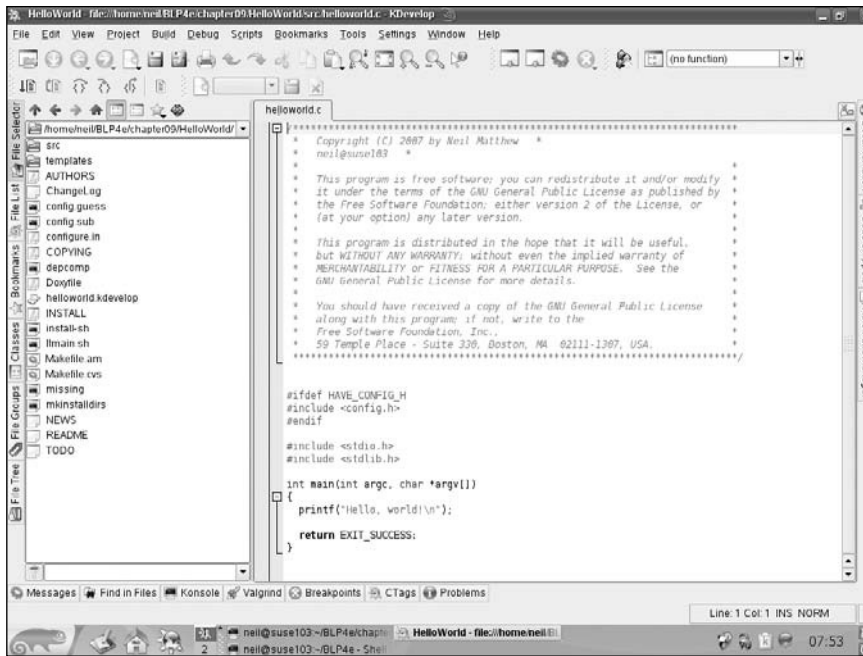 HelloWorld - file:///home/neil/BLP4e/chapter09/HelloWorld/src/helloworld.c - KDevelop
File Edit View Project Build Debug Scripts Bookmarks Tools Settings Window Help
(no function)
File Selector
File List
Bookmarks
Classes
File Groups
File Tree
/home/neil/BLP4e/chapter09/HelloWorld/
src
templates
AUTHORS
ChangeLog
config.guess
config.sub
configure.in
COPYING
depcomp
Doxyfile
helloworld.kdevelop
INSTALL
install-sh
ltmain.sh
Makefile.am
Makefile.cvs
missing
mkinstalldirs
NEWS
README
TODO
helloworld.c
/***************************************************************************
* Copyright (C) 2007 by Neil Matthew *
* neil@suse103 *
* *
* This program is free software; you can redistribute it and/or modify *
* it under the terms of the GNU General Public License as published by *
* the Free Software Foundation; either version 2 of the License, or *
* (at your option) any later version. *
* *
* This program is distributed in the hope that it will be useful, *
* but WITHOUT ANY WARRANTY; without even the implied warranty of *
* MERCHANTABILITY or FITNESS FOR A PARTICULAR PURPOSE. See the *
* GNU General Public License for more details. *
* *
* You should have received a copy of the GNU General Public License *
* along with this program; if not, write to the *
* Free Software Foundation, Inc., *
* 59 Temple Place - Suite 330, Boston, MA 02111-1307, USA. *
***************************************************************************/
#ifdef HAVE_CONFIG_H
#include <config.h>
#endif
#include <stdio.h>
#include <stdlib.h>
int main(int argc, char *argv[])
{
printf("Hello, world!\n");
return EXIT_SUCCESS;
}
Messages Find in Files Konsole Valgrind Breakpoints CTags Problems
Line: 1 Col: 1 INS NORM
2
neil@suse103:~/BLP4e/chapt
HelloWorld - file:///home/neil/
neil@suse103:~/BLP4e - Shell
07:53